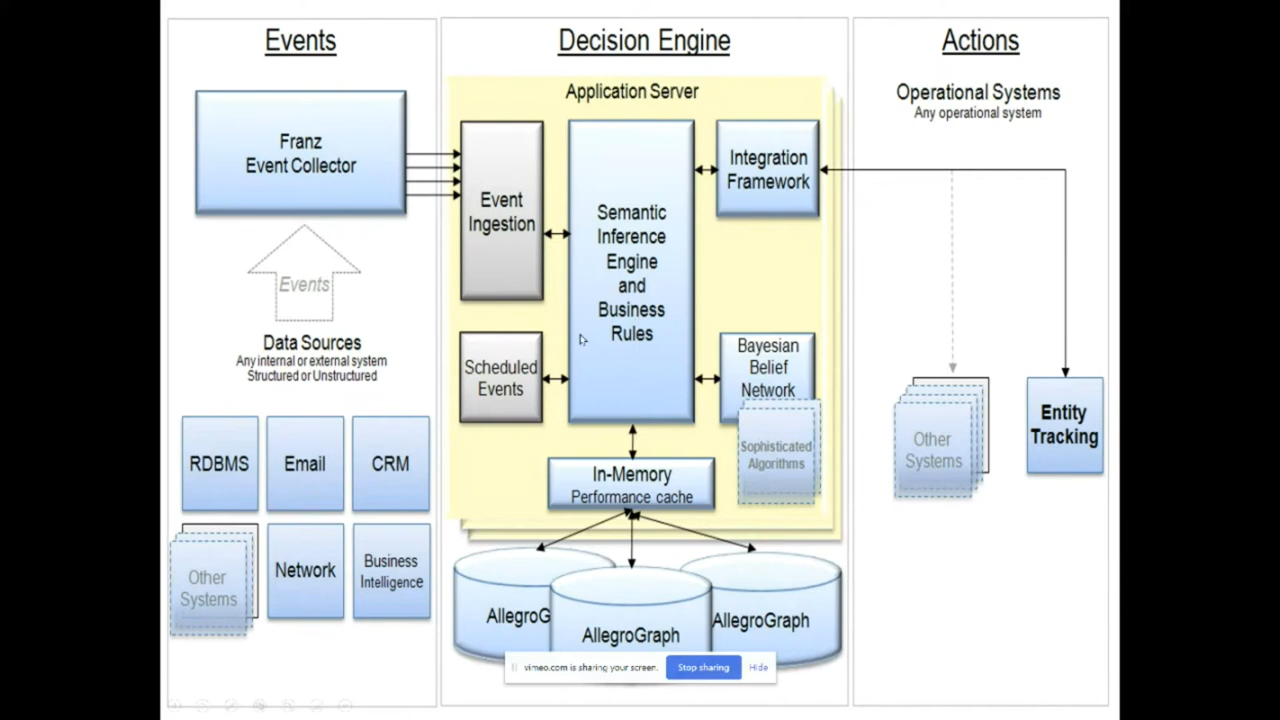 Events
Decision Engine
Actions
Franz
Event Collector
Events
Data Sources
Any internal or external system
Structured or Unstructured
RDBMS
Email
CRM
Other
Systems
Network
Business
Intelligence
Application Server
Event
Ingestion
Scheduled
Events
Semantic
Inference
Engine
and
Business
Rules
Integration
Framework
Bayesian
Belief
Network
Sophisticated
Algorithms
In-Memory
Performance cache
AllegroG
AllegroGraph
AllegroGraph
vimeo.com is sharing your screen.
Stop sharing
Hide
Operational Systems
Any operational system
Other
Systems
Entity
Tracking